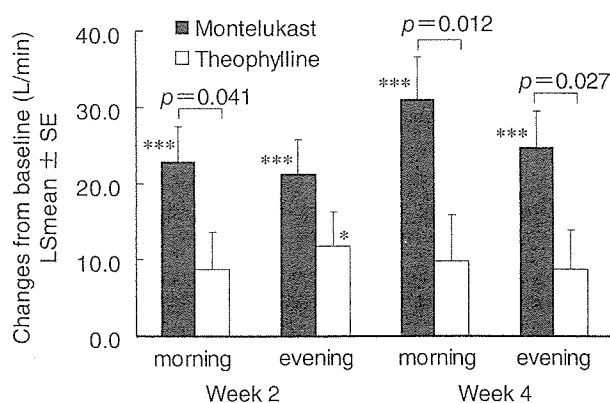 Changes from baseline (L/min)
LSmean ± SE
40.0
30.0
20.0
10.0
0.0
Montelukast
Theophylline
p=0.041
p=0.012
p=0.027
***
***
*
***
***
morning evening morning evening
Week 2 Week 4